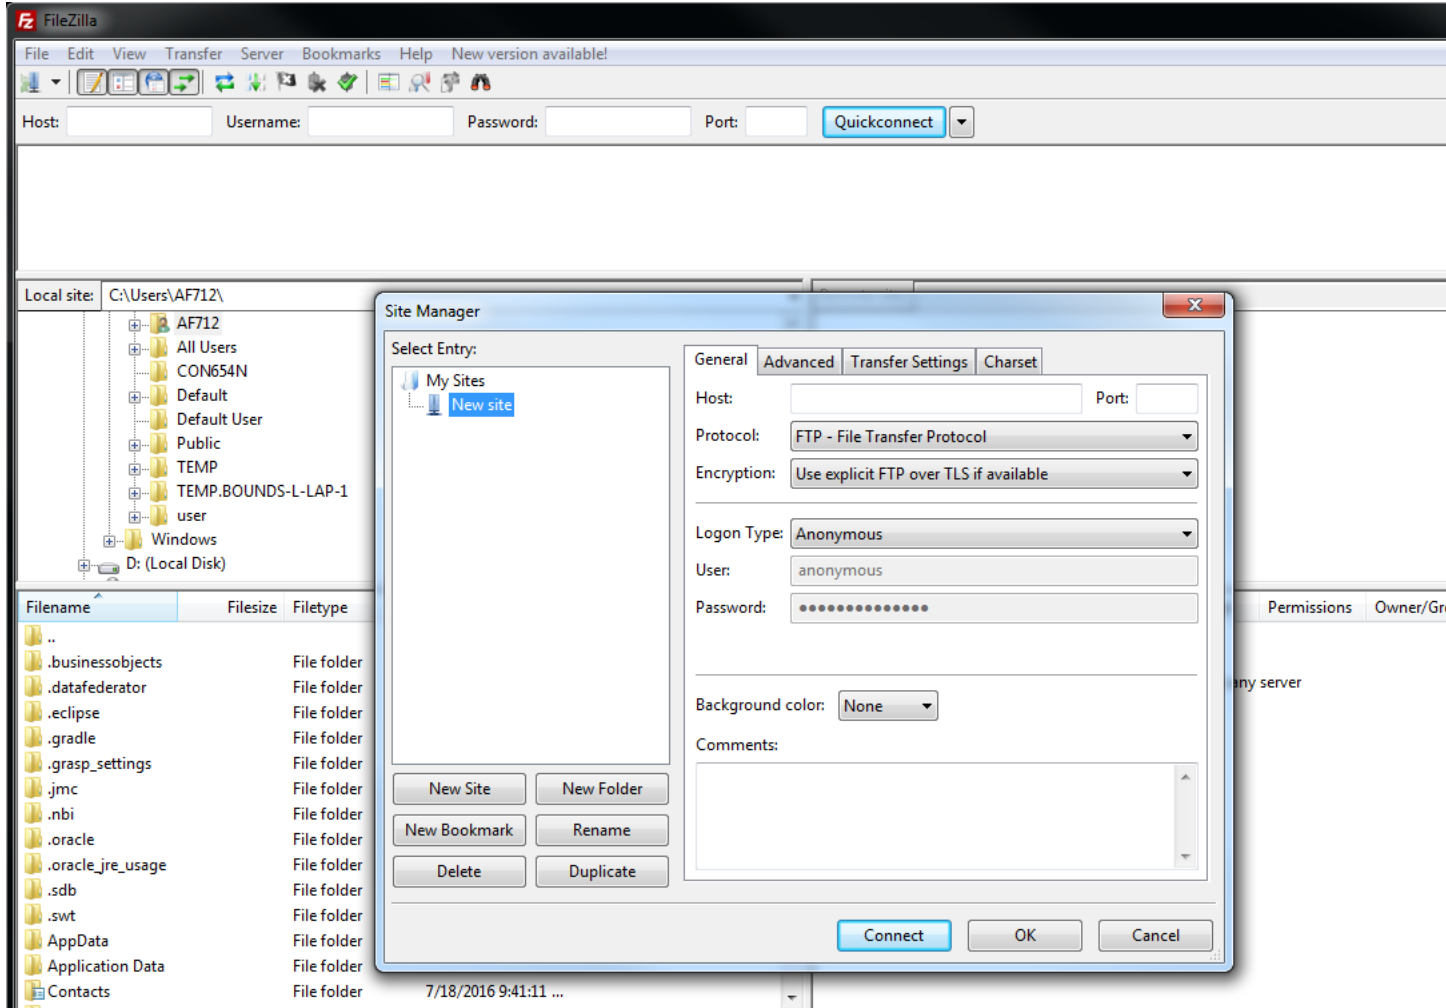 FileZilla
File Edit View Transfer Server Bookmarks Help New version available!
Host: Username: Password: Port: Quickconnect
Local site: C:\Users\AF712\
AF712
All Users
CON654N
Default
Default User
Public
TEMP
TEMP.BOUNDS-L-LAP-1
user
Windows
D: (Local Disk)
Filename Filesize Filetype
..
.businessobjects File folder
.datafederator File folder
.eclipse File folder
.gradle File folder
.grasp_settings File folder
.jmc File folder
.nbi File folder
.oracle File folder
.oracle_jre_usage File folder
.sdb File folder
.swt File folder
AppData File folder
Application Data File folder
Contacts File folder 7/18/2016 9:41:11 ...
Site Manager
X
Select Entry:
My Sites
New site
New Site New Folder
New Bookmark Rename
Delete Duplicate
General Advanced Transfer Settings Charset
Host: Port:
Protocol: FTP - File Transfer Protocol
Encryption: Use explicit FTP over TLS if available
Logon Type: Anonymous
User: anonymous
Password: ●●●●●●●●●●●●●●
Background color: None
Comments:
Connect OK Cancel
Permissions Owner/Gr
any server